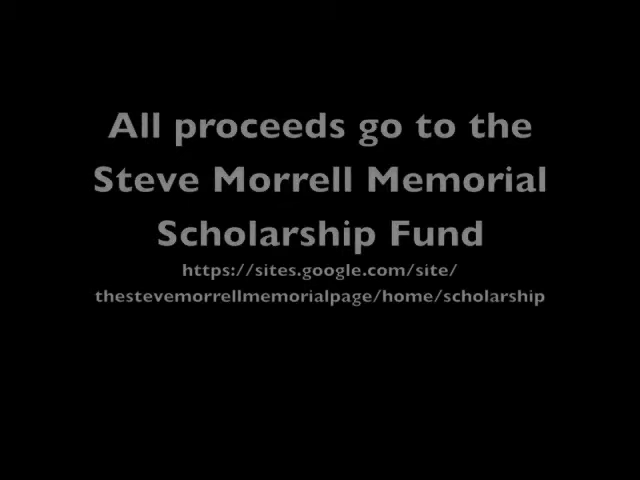 All proceeds go to the
Steve Morrell Memorial
Scholarship Fund
https://sites.google.com/site/
thestevemorrellmemorialpage/home/scholarship